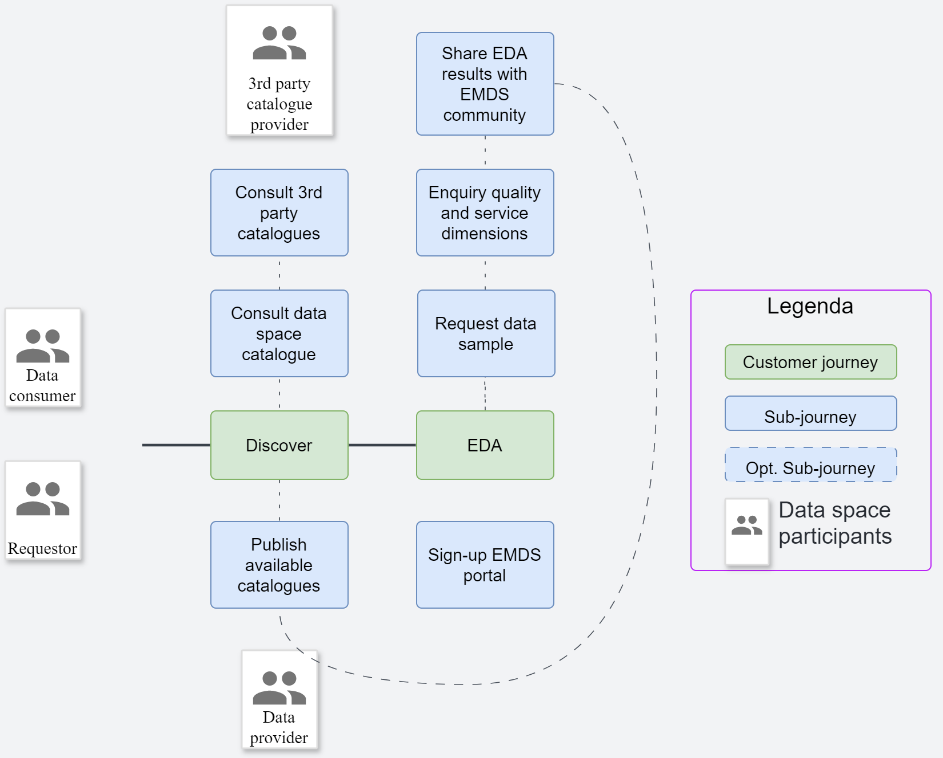 3rd party
catalogue
provider
Share EDA
results with
EMDS
community
Consult 3rd
party
catalogues
Enquiry quality
and service
dimensions
Data
consumer
Consult data
space
catalogue
Request data
sample
Requestor
Discover
EDA
Publish
available
catalogues
Sign-up EMDS
portal
Data
provider
Legenda
Customer journey
Sub-journey
Opt. Sub-journey
Data space
participants